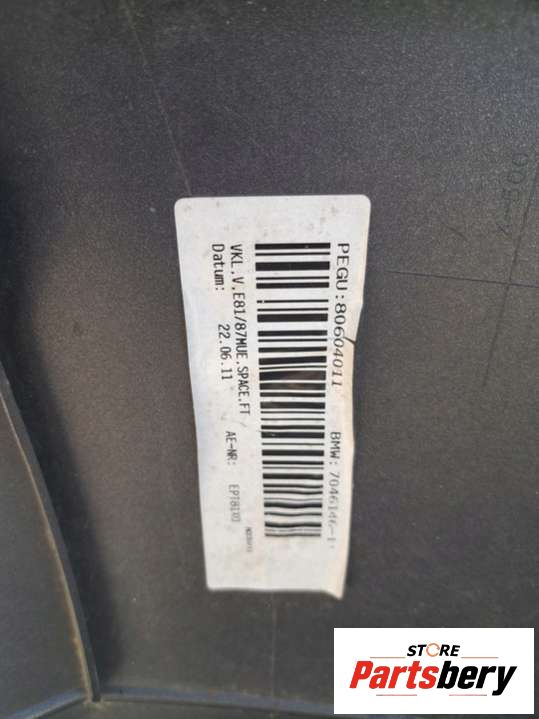 PEGU:80604011 BMW:7046146-1
VKL.V.E81/87MUE.SPACE.FT
Datum: 22.06.11 AE-NR:
STORE
Partsbery